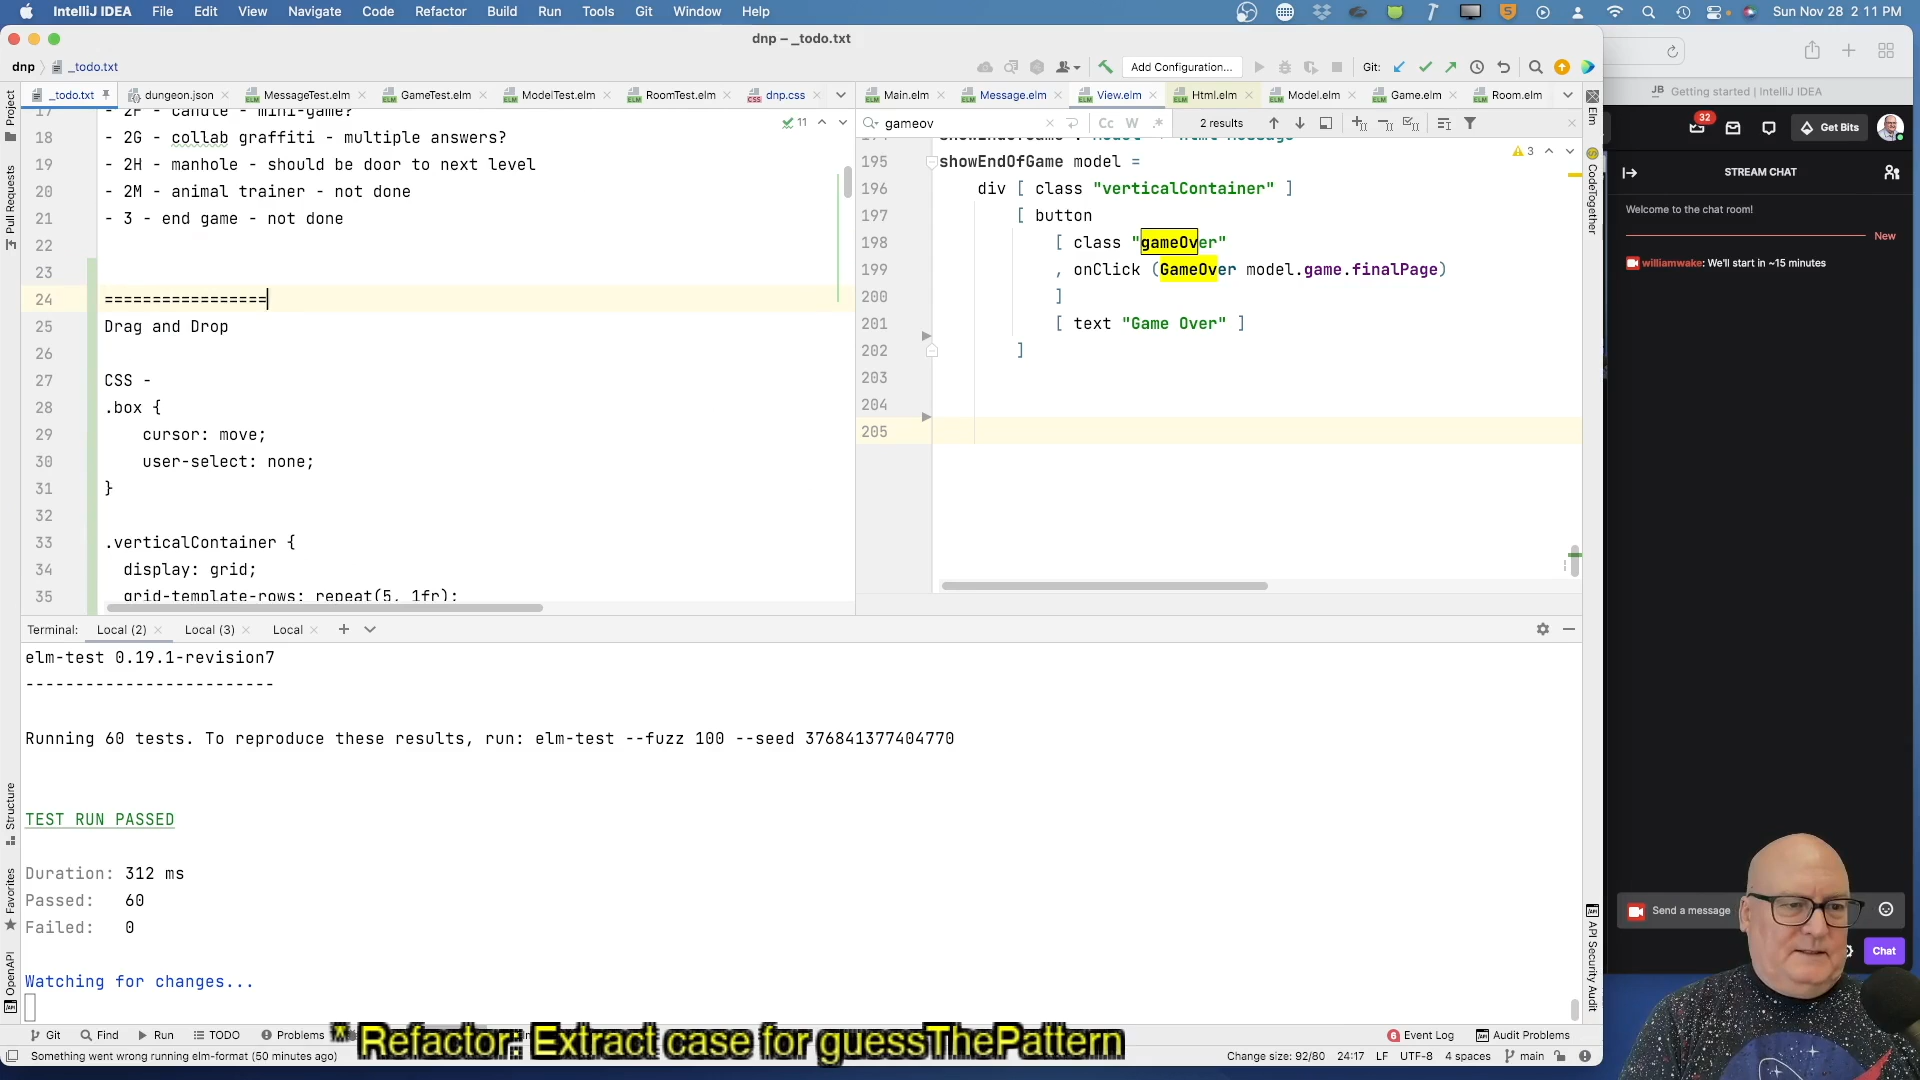 IntelliJ IDEA File Edit View Navigate Code Refactor Build Run Tools Git Window Help
Sun Nov 28 2 11 PM
dnp – _todo.txt
dnp _todo.txt
Add Configuration...
Git:
JB Getting started | IntelliJ IDEA
_todo.txt dungeon.json MessageTest.elm GameTest.elm ModelTest.elm RoomTest.elm dnp.css
Main.elm Message.elm View.elm Html.elm Model.elm Game.elm Room.elm
gameov
Cc W .* 2 results
32
Get Bits
17 - 2F - candle - mini-game?
18 - 2G - collab graffiti - multiple answers?
19 - 2H - manhole - should be door to next level
20 - 2M - animal trainer - not done
21 - 3 - end game - not done
22
23
24 =================
25 Drag and Drop
26
27 CSS -
28 .box {
29 cursor: move;
30 user-select: none;
31 }
32
33 .verticalContainer {
34 display: grid;
35 grid-template-rows: repeat(5, 1fr);
11
showEndOfGame : Model -> Html Message
195 showEndOfGame model =
196 div [ class "verticalContainer" ]
197 [ button
198 [ class "gameOver"
199 , onClick (GameOver model.game.finalPage)
200 ]
201 [ text "Game Over" ]
202 ]
203
204
205
3
Project
Pull Requests
Structure
Favorites
OpenAPI
Elm
CodeTogether
API Security Audit
STREAM CHAT
Welcome to the chat room!
New
williamwake: We'll start in ~15 minutes
Send a message
Chat
Terminal: Local (2) Local (3) Local
elm-test 0.19.1-revision7
-------------------------
Running 60 tests. To reproduce these results, run: elm-test --fuzz 100 --seed 376841377404770
TEST RUN PASSED
Duration: 312 ms
Passed: 60
Failed: 0
Watching for changes...
Git Find Run TODO Problems
* Refactor: Extract case for guessThePattern
6 Event Log Audit Problems
Something went wrong running elm-format (50 minutes ago)
Change size: 92/80 24:17 LF UTF-8 4 spaces main